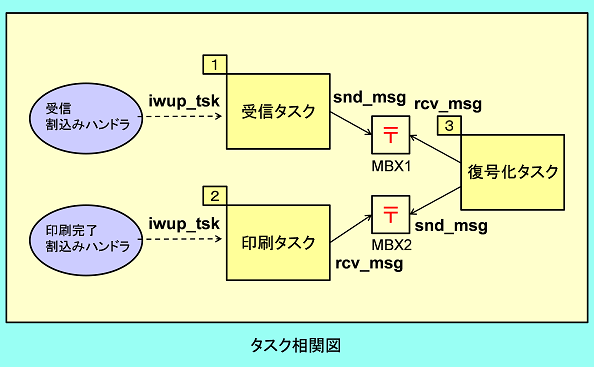 1
受信
割込みハンドラ
iwup_tsk
受信タスク
snd_msg
rcv_msg
〒
MBX1
3
復号化タスク
2
印刷完了
割込みハンドラ
iwup_tsk
印刷タスク
〒
MBX2
snd_msg
rcv_msg
タスク相関図